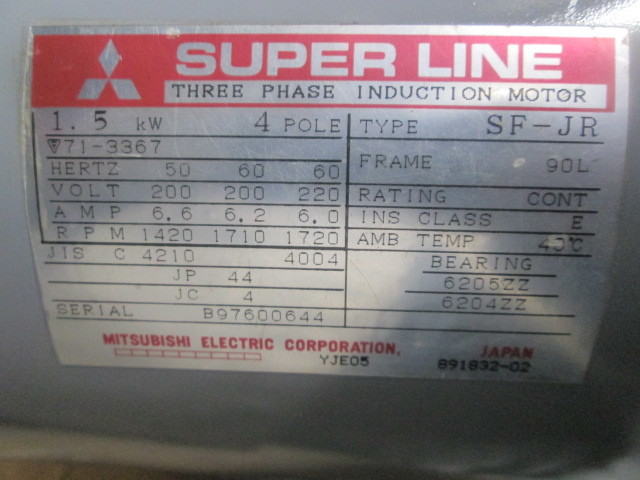 SUPER LINE
THREE PHASE INDUCTION MOTOR
1.5 kW 4 POLE TYPE SF-JR
71-3367
FRAME 90L
HERTZ 50 60 60
VOLT 200 200 220 RATING CONT
AMP 6.6 6.2 6.0 INS CLASS E
RPM 1420 1710 1720 AMB TEMP 40℃
JIS C 4210 4004 BEARING
JP 44 6205ZZ
JC 4 6204ZZ
SERIAL B97600644
MITSUBISHI ELECTRIC CORPORATION, JAPAN
YJE05 891832-02